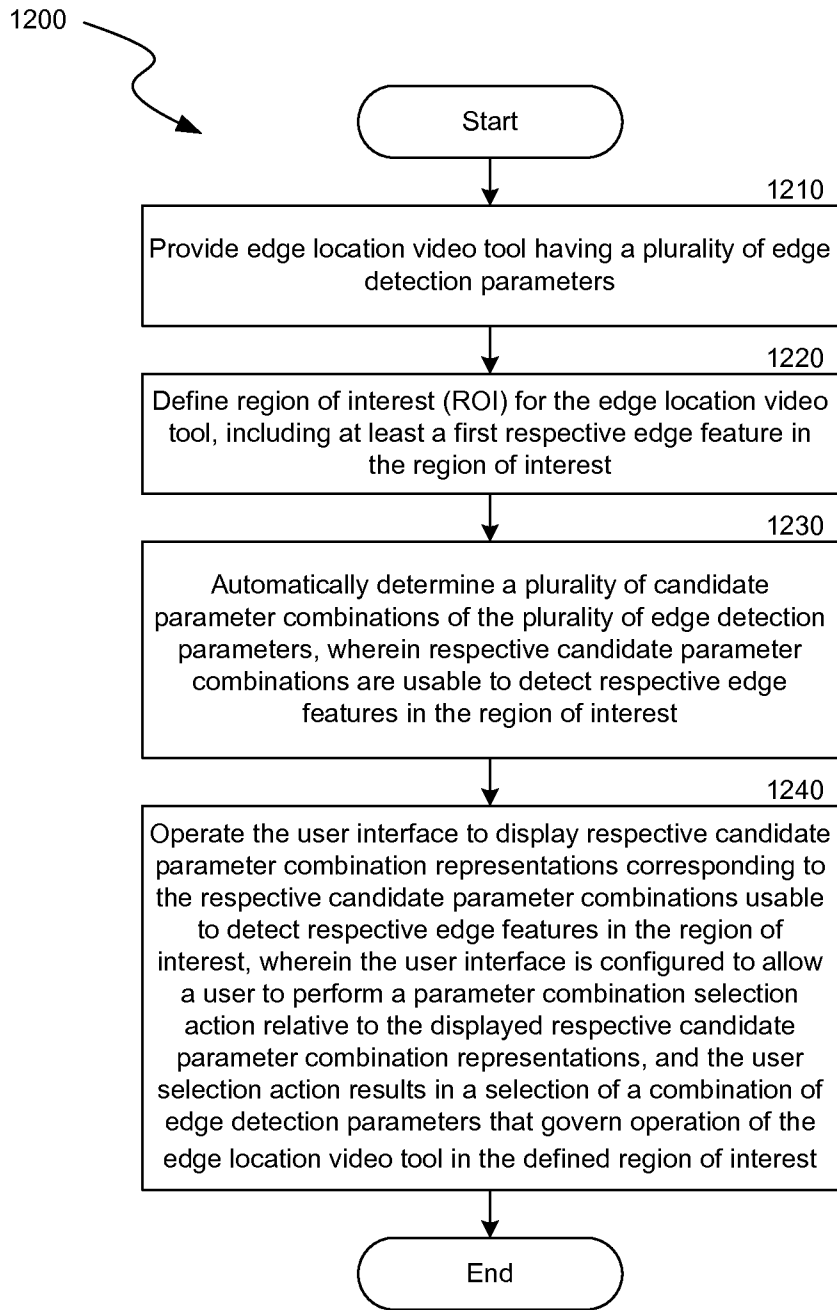 1200
Start
1210
Provide edge location video tool having a plurality of edge
detection parameters
1220
Define region of interest (ROI) for the edge location video
tool, including at least a first respective edge feature in
the region of interest
1230
Automatically determine a plurality of candidate
parameter combinations of the plurality of edge detection
parameters, wherein respective candidate parameter
combinations are usable to detect respective edge
features in the region of interest
1240
Operate the user interface to display respective candidate
parameter combination representations corresponding to
the respective candidate parameter combinations usable
to detect respective edge features in the region of
interest, wherein the user interface is configured to allow
a user to perform a parameter combination selection
action relative to the displayed respective candidate
parameter combination representations, and the user
selection action results in a selection of a combination of
edge detection parameters that govern operation of the
edge location video tool in the defined region of interest
End